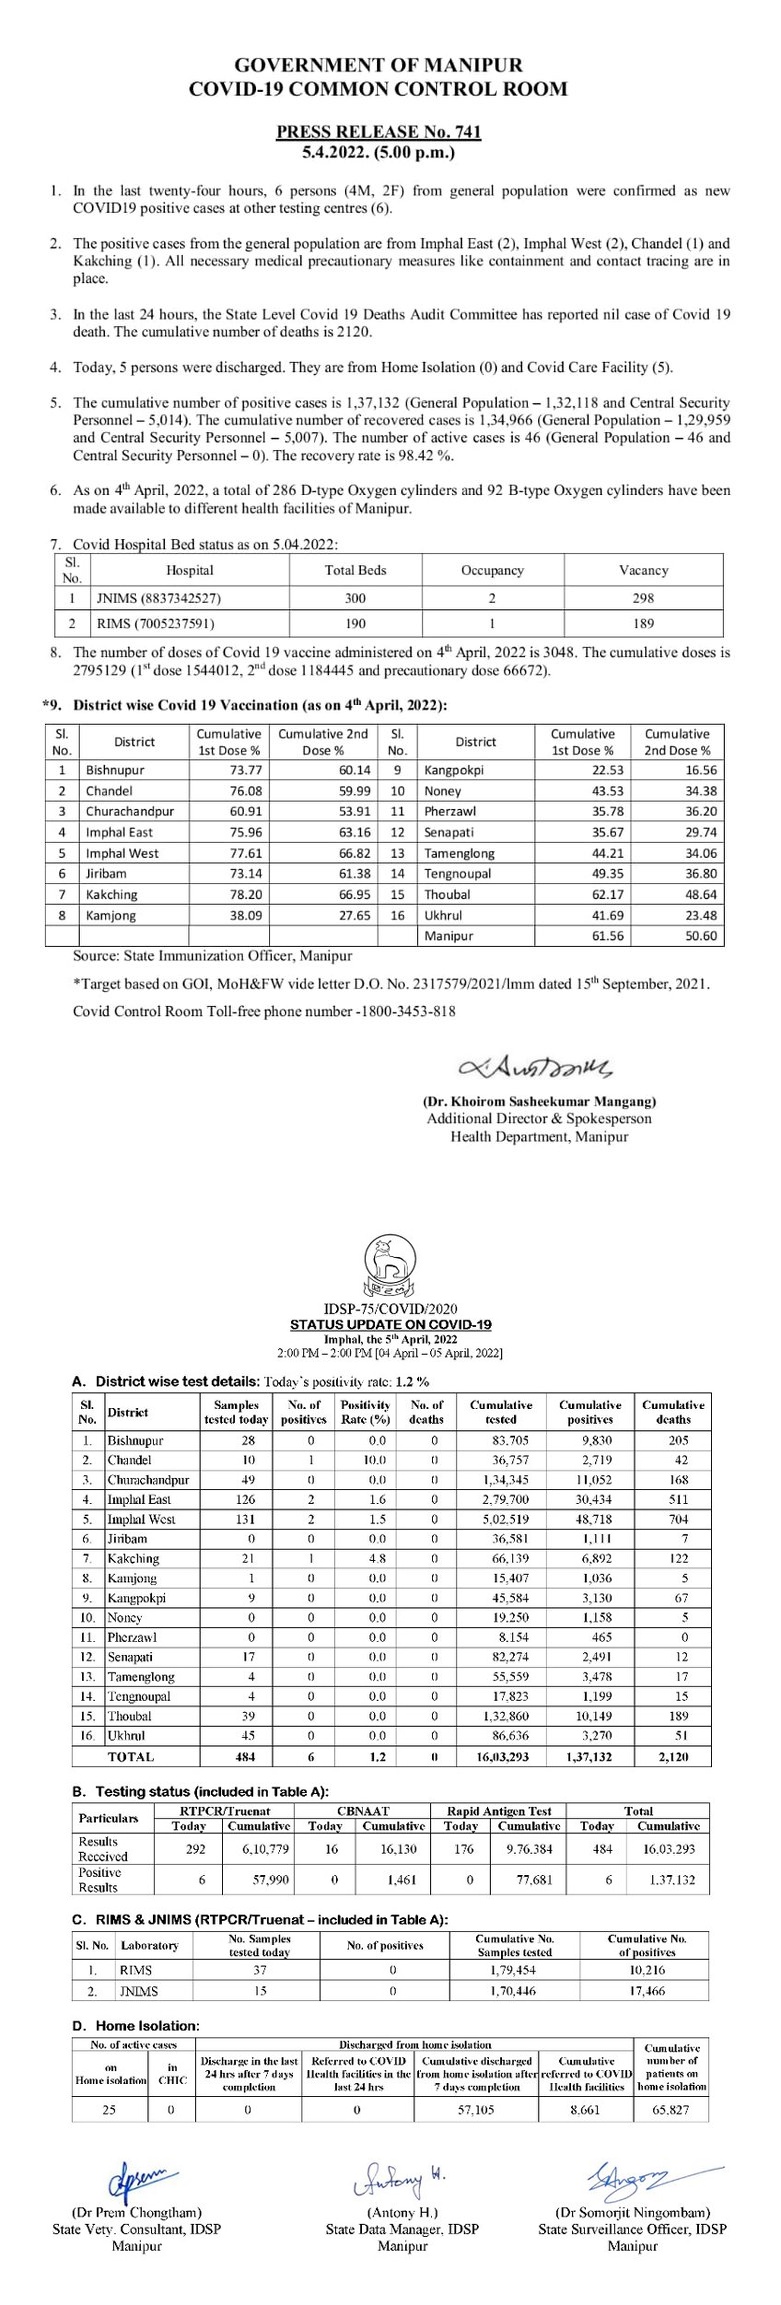 GOVERNMENT OF MANIPUR
COVID-19 COMMON CONTROL ROOM
PRESS RELEASE No. 741
5.4.2022. (5.00 p.m.)
1. In the last twenty-four hours, 6 persons (4M, 2F) from general population were confirmed as new
COVID19 positive cases at other testing centres (6).
2. The positive cases from the general population are from Imphal East (2), Imphal West (2), Chandel (1) and
Kakching (1). All necessary medical precautionary measures like containment and contact tracing are in
place.
3. In the last 24 hours, the State Level Covid 19 Deaths Audit Committee has reported nil case of Covid 19
death. The cumulative number of deaths is 2120.
4. Today, 5 persons were discharged. They are from Home Isolation (0) and Covid Care Facility (5).
5. The cumulative number of positive cases is 1,37,132 (General Population – 1,32,118 and Central Security
Personnel – 5,014). The cumulative number of recovered cases is 1,34,966 (General Population – 1,29,959
and Central Security Personnel – 5,007). The number of active cases is 46 (General Population – 46 and
Central Security Personnel – 0). The recovery rate is 98.42 %.
6. As on 4th April, 2022, a total of 286 D-type Oxygen cylinders and 92 B-type Oxygen cylinders have been
made available to different health facilities of Manipur.
7. Covid Hospital Bed status as on 5.04.2022:
Sl. No. Hospital Total Beds Occupancy Vacancy
1 JNIMS (8837342527) 300 2 298
2 RIMS (7005237591) 190 1 189
8. The number of doses of Covid 19 vaccine administered on 4th April, 2022 is 3048. The cumulative doses is
2795129 (1st dose 1544012, 2nd dose 1184445 and precautionary dose 66672).
*9. District wise Covid 19 Vaccination (as on 4th April, 2022):
Sl. No. District Cumulative 1st Dose % Cumulative 2nd Dose % Sl. No. District Cumulative 1st Dose % Cumulative 2nd Dose %
1 Bishnupur 73.77 60.14 9 Kangpokpi 22.53 16.56
2 Chandel 76.08 59.99 10 Noney 43.53 34.38
3 Churachandpur 60.91 53.91 11 Pherzawl 35.78 36.20
4 Imphal East 75.96 63.16 12 Senapati 35.67 29.74
5 Imphal West 77.61 66.82 13 Tamenglong 44.21 34.06
6 Jiribam 73.14 61.38 14 Tengnoupal 49.35 36.80
7 Kakching 78.20 66.95 15 Thoubal 62.17 48.64
8 Kamjong 38.09 27.65 16 Ukhrul 41.69 23.48
Manipur 61.56 50.60
Source: State Immunization Officer, Manipur
*Target based on GOI, MoH&FW vide letter D.O. No. 2317579/2021/Imm dated 15th September, 2021.
Covid Control Room Toll-free phone number -1800-3453-818
(Dr. Khoirom Sasheekumar Mangang)
Additional Director & Spokesperson
Health Department, Manipur
IDSP-75/COVID/2020
STATUS UPDATE ON COVID-19
Imphal, the 5th April, 2022
2:00 PM – 2:00 PM [04 April – 05 April, 2022]
A. District wise test details: Today's positivity rate: 1.2 %
Sl. No. District Samples tested today No. of positives Positivity Rate (%) No. of deaths Cumulative tested Cumulative positives Cumulative deaths
1. Bishnupur 28 0 0.0 0 83,705 9,830 205
2. Chandel 10 1 10.0 0 36,757 2,719 42
3. Churachandpur 49 0 0.0 0 1,34,345 11,052 168
4. Imphal East 126 2 1.6 0 2,79,700 30,434 511
5. Imphal West 131 2 1.5 0 5,02,519 48,718 704
6. Jiribam 0 0 0.0 0 36,581 1,111 7
7. Kakching 21 1 4.8 0 66,139 6,892 122
8. Kamjong 1 0 0.0 0 15,407 1,036 5
9. Kangpokpi 9 0 0.0 0 45,584 3,130 67
10. Noney 0 0 0.0 0 19,250 1,158 5
11. Pherzawl 0 0 0.0 0 8,154 465 0
12. Senapati 17 0 0.0 0 82,274 2,491 12
13. Tamenglong 4 0 0.0 0 55,559 3,478 17
14. Tengnoupal 4 0 0.0 0 17,823 1,199 15
15. Thoubal 39 0 0.0 0 1,32,860 10,149 189
16. Ukhrul 45 0 0.0 0 86,636 3,270 51
TOTAL 484 6 1.2 0 16,03,293 1,37,132 2,120
B. Testing status (included in Table A):
Particulars RTPCR/Truenat CBNAAT Rapid Antigen Test Total
Today Cumulative Today Cumulative Today Cumulative Today Cumulative
Results Received 292 6,10,779 16 16,130 176 9,76,384 484 16,03,293
Positive Results 6 57,990 0 1,461 0 77,681 6 1,37,132
C. RIMS & JNIMS (RTPCR/Truenat – included in Table A):
Sl. No. Laboratory No. Samples tested today No. of positives Cumulative No. Samples tested Cumulative No. of positives
1. RIMS 37 0 1,79,454 10,216
2. JNIMS 15 0 1,70,446 17,466
D. Home Isolation:
No. of active cases Discharged from home isolation Cumulative number of patients on home isolation
on Home isolation in CHIC Discharge in the last 24 hrs after 7 days completion Referred to COVID Health facilities in the last 24 hrs Cumulative discharged from home isolation after 7 days completion Cumulative referred to COVID Health facilities
25 0 0 0 57,105 8,661 65,827
Antony H.
(Dr Prem Chongtham) (Antony H.) (Dr Somorjit Ningombam)
State Vety. Consultant, IDSP State Data Manager, IDSP State Surveillance Officer, IDSP
Manipur Manipur Manipur